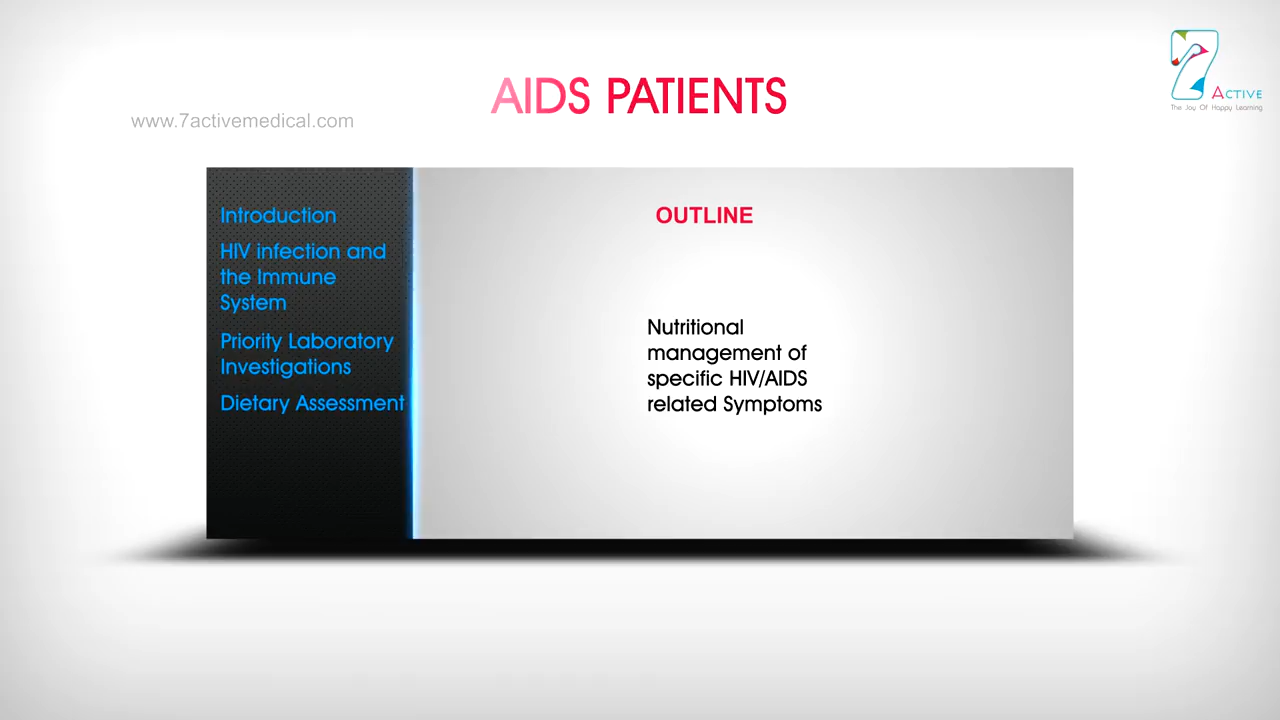 AIDS PATIENTS
www.7activemedical.com
7
ACTIVE
The Joy Of Happy Learning
Introduction
HIV infection and
the Immune
System
Priority Laboratory
Investigations
Dietary Assessment
OUTLINE
Nutritional
management of
specific HIV/AIDS
related Symptoms